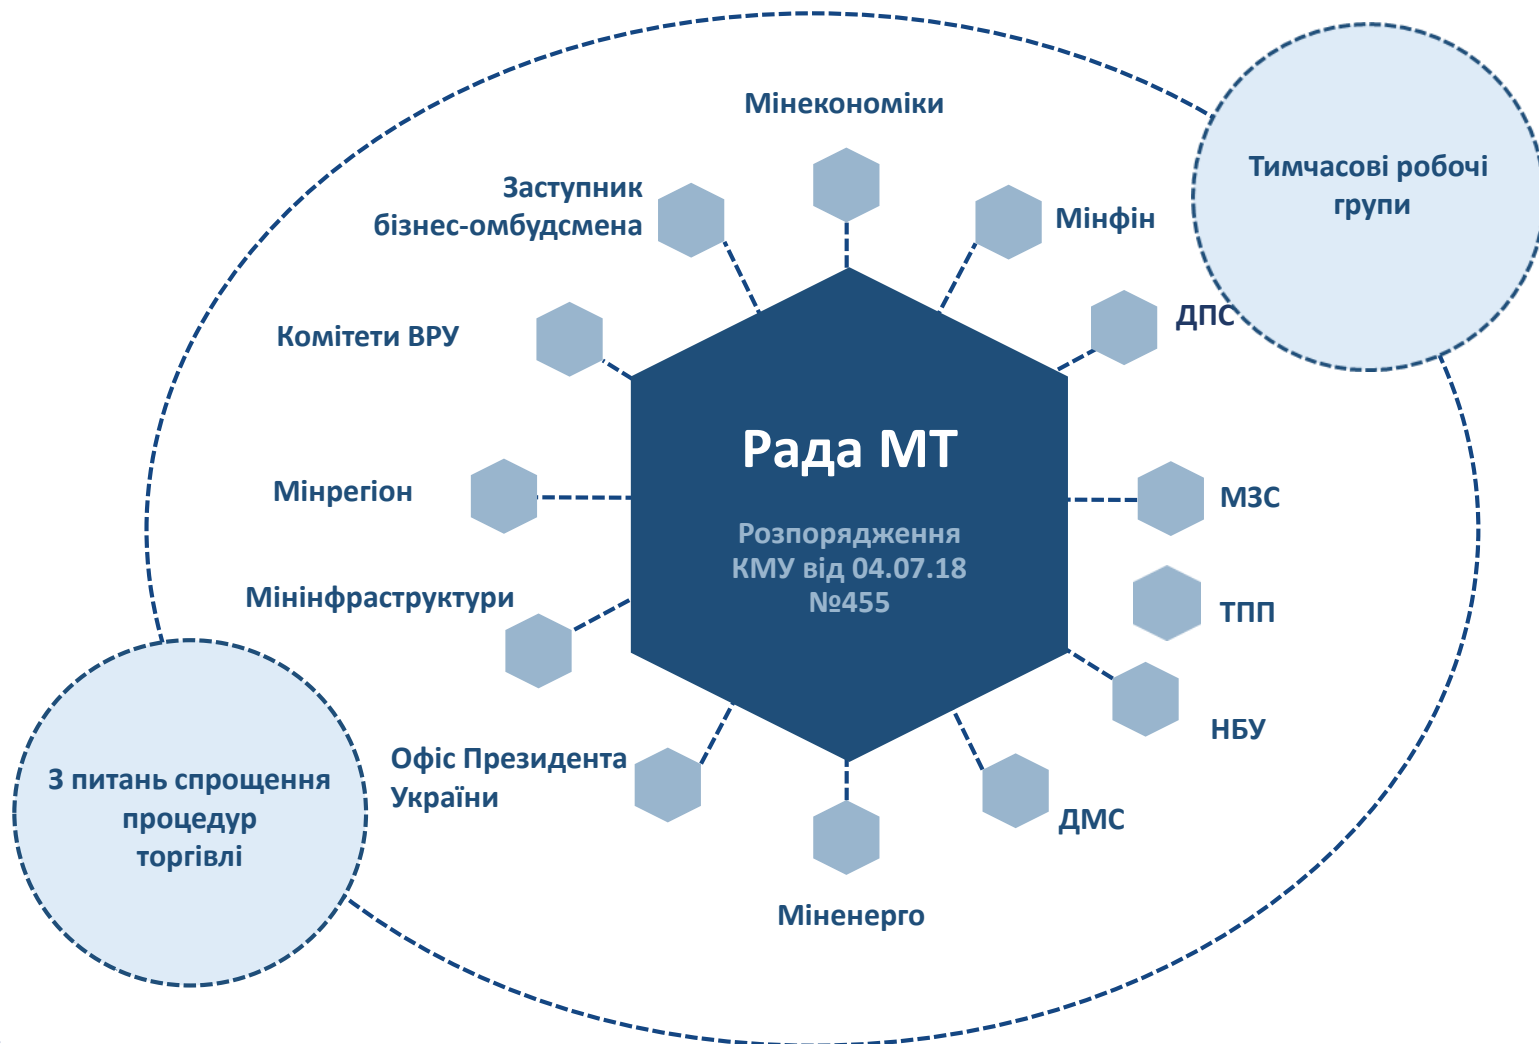 Мінекономіки
Тимчасові робочі
групи
Заступник
бізнес-омбудсмена
Мінфін
ДПС
Комітети ВРУ
Рада МТ
Розпорядження
КМУ від 04.07.18
№455
Мінрегіон
МЗС
Мінінфраструктури
ТПП
НБУ
Офіс Президента
України
З питань спрощення
процедур
торгівлі
ДМС
Міненерго